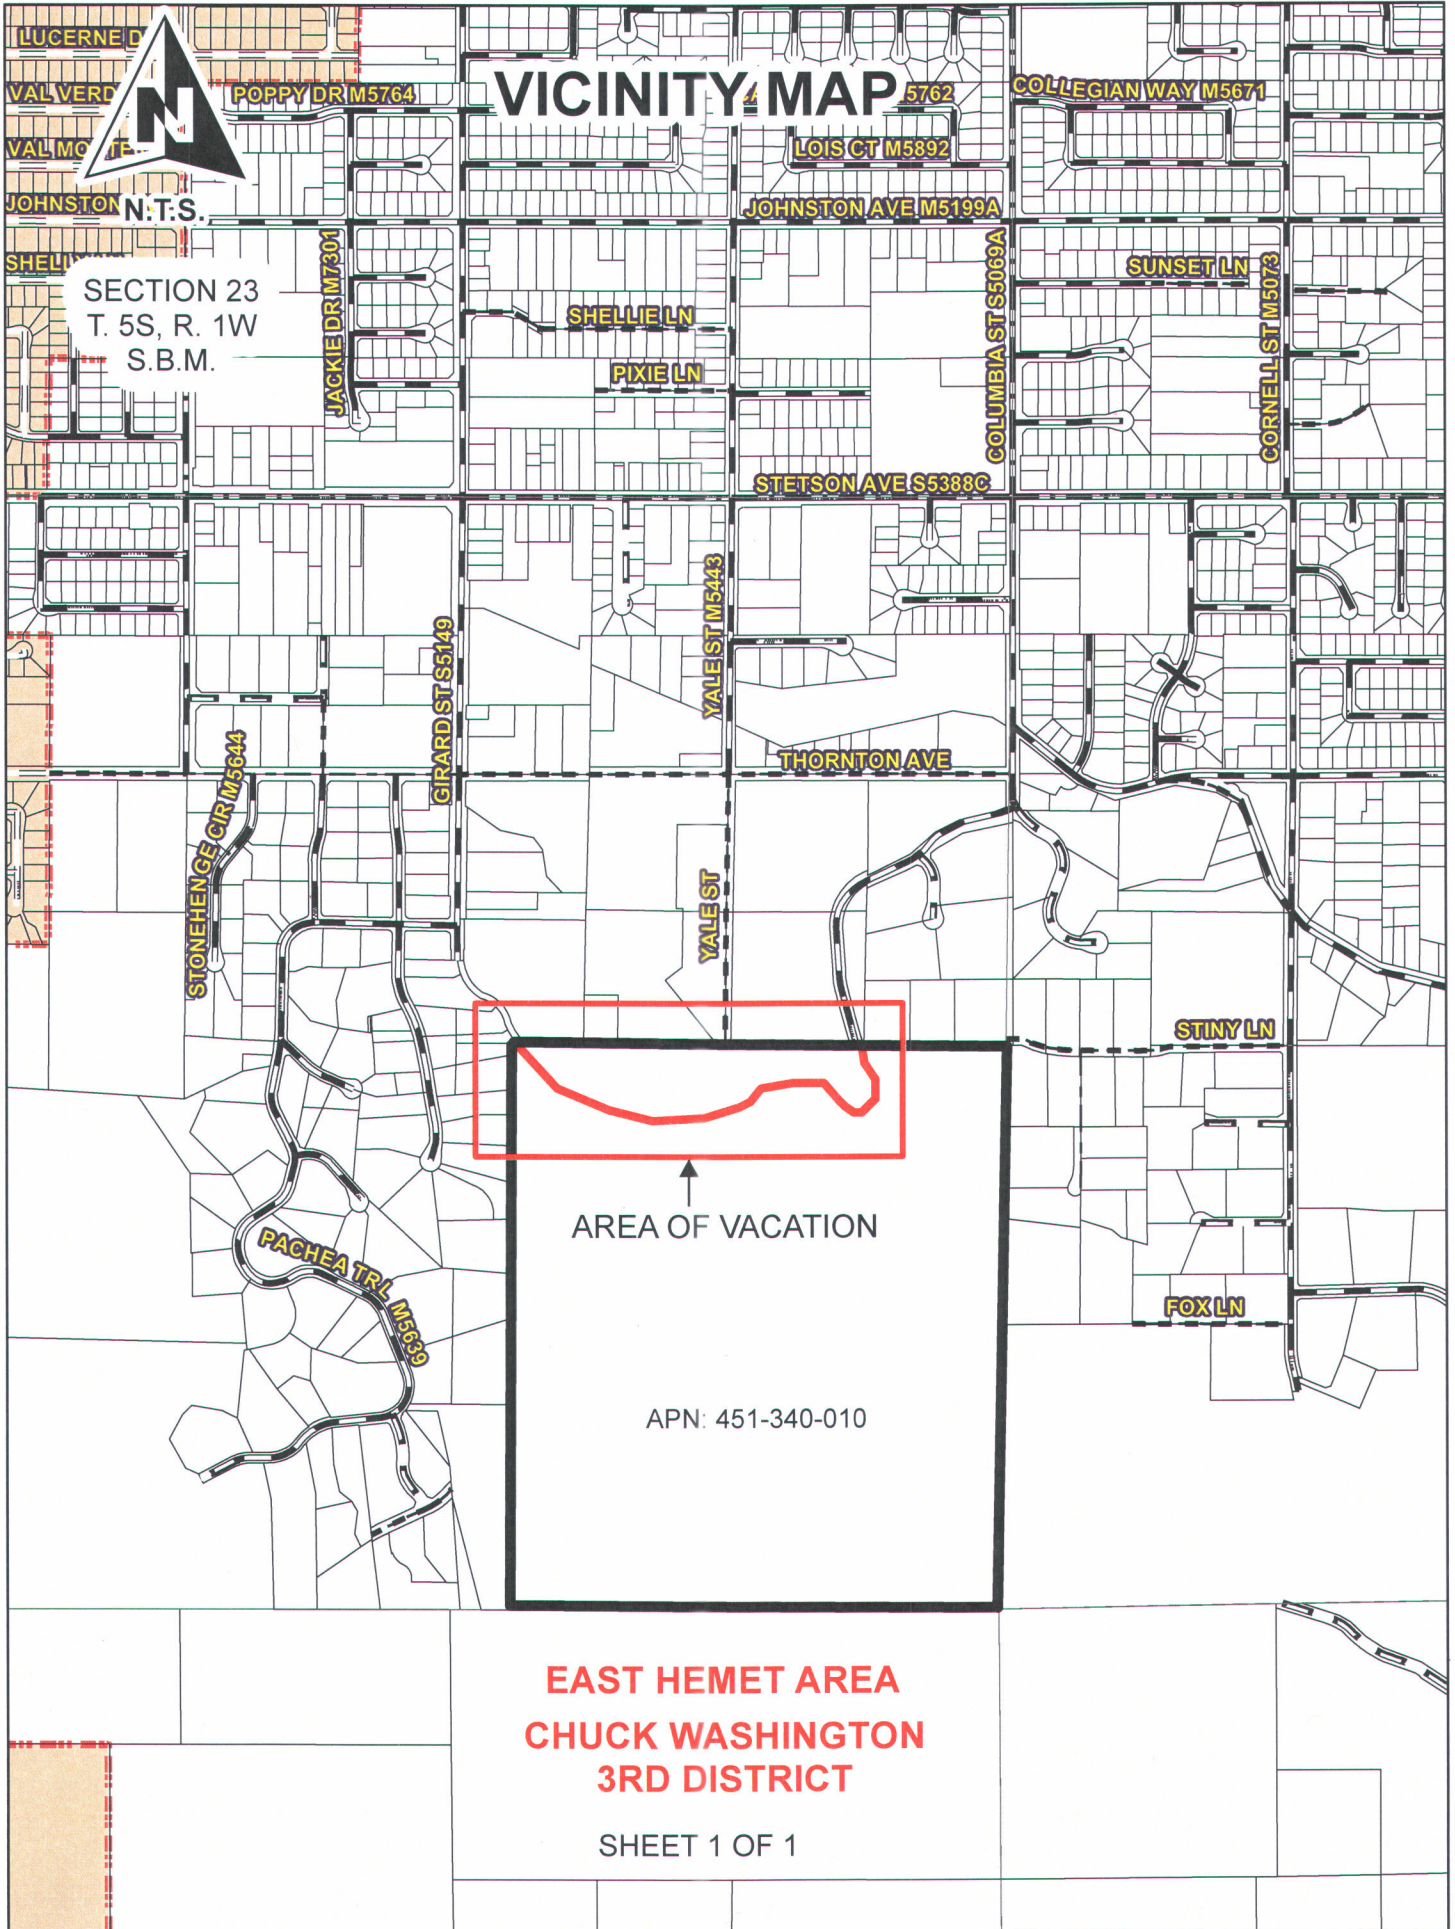 LUCERNE D
VAL VERD
POPPY DR M5764
VICINITY MAP
5762
COLLEGIAN WAY M5671
N
VAL MONTE
LOIS CT M5892
JOHNSTON
N.T.S.
JOHNSTON AVE M5199A
SHELL
SECTION 23
T. 5S, R. 1W
S.B.M.
JACKIE DR M7301
SHELLIE LN
PIXIE LN
COLUMBIA ST S5069A
SUNSET LN
CORNELL ST M5073
STETSON AVE S5388C
GIRARD ST S5149
YALE ST M5443
THORNTON AVE
STONEHENGE CIR M5644
YALE ST
STINY LN
AREA OF VACATION
PACHEA TRL M5639
FOX LN
APN: 451-340-010
EAST HEMET AREA
CHUCK WASHINGTON
3RD DISTRICT
SHEET 1 OF 1